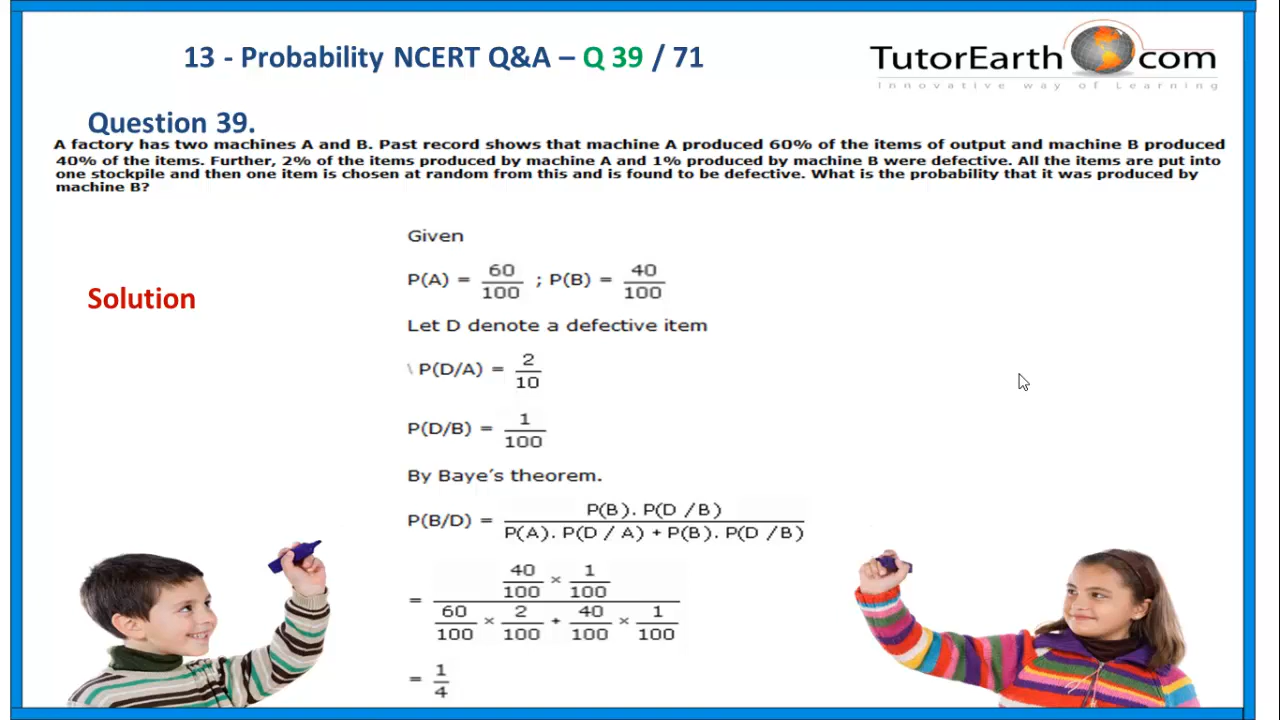 13 - Probability NCERT Q&A – Q 39 / 71
TutorEarth.com
Innovative way of Learning
Question 39.
A factory has two machines A and B. Past record shows that machine A produced 60% of the items of output and machine B produced
40% of the items. Further, 2% of the items produced by machine A and 1% produced by machine B were defective. All the items are put into
one stockpile and then one item is chosen at random from this and is found to be defective. What is the probability that it was produced by
machine B?
Given
P(A) = 60/100 ; P(B) = 40/100
Solution
Let D denote a defective item
\ P(D/A) = 2/10
P(D/B) = 1/100
By Baye's theorem.
P(B/D) = P(B). P(D /B) / P(A). P(D / A) + P(B). P(D /B)
= 40/100 × 1/100 / 60/100 × 2/100 + 40/100 × 1/100
= 1/4